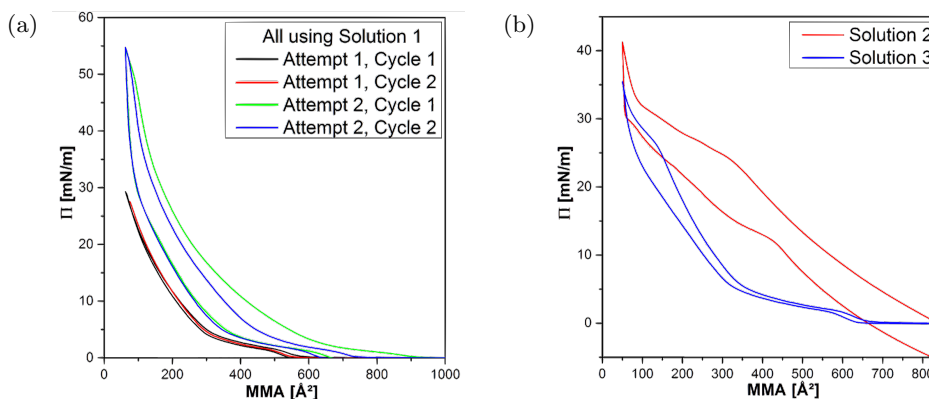 (a)
60
50
40
30
20
10
0
Π [mN/m]
All using Solution 1
Attempt 1, Cycle 1
Attempt 1, Cycle 2
Attempt 2, Cycle 1
Attempt 2, Cycle 2
0 200 400 600 800 1000
MMA [Å²]
(b)
40
30
20
10
0
Π [mN/m]
Solution 2
Solution 3
0 100 200 300 400 500 600 700 800
MMA [Å²]